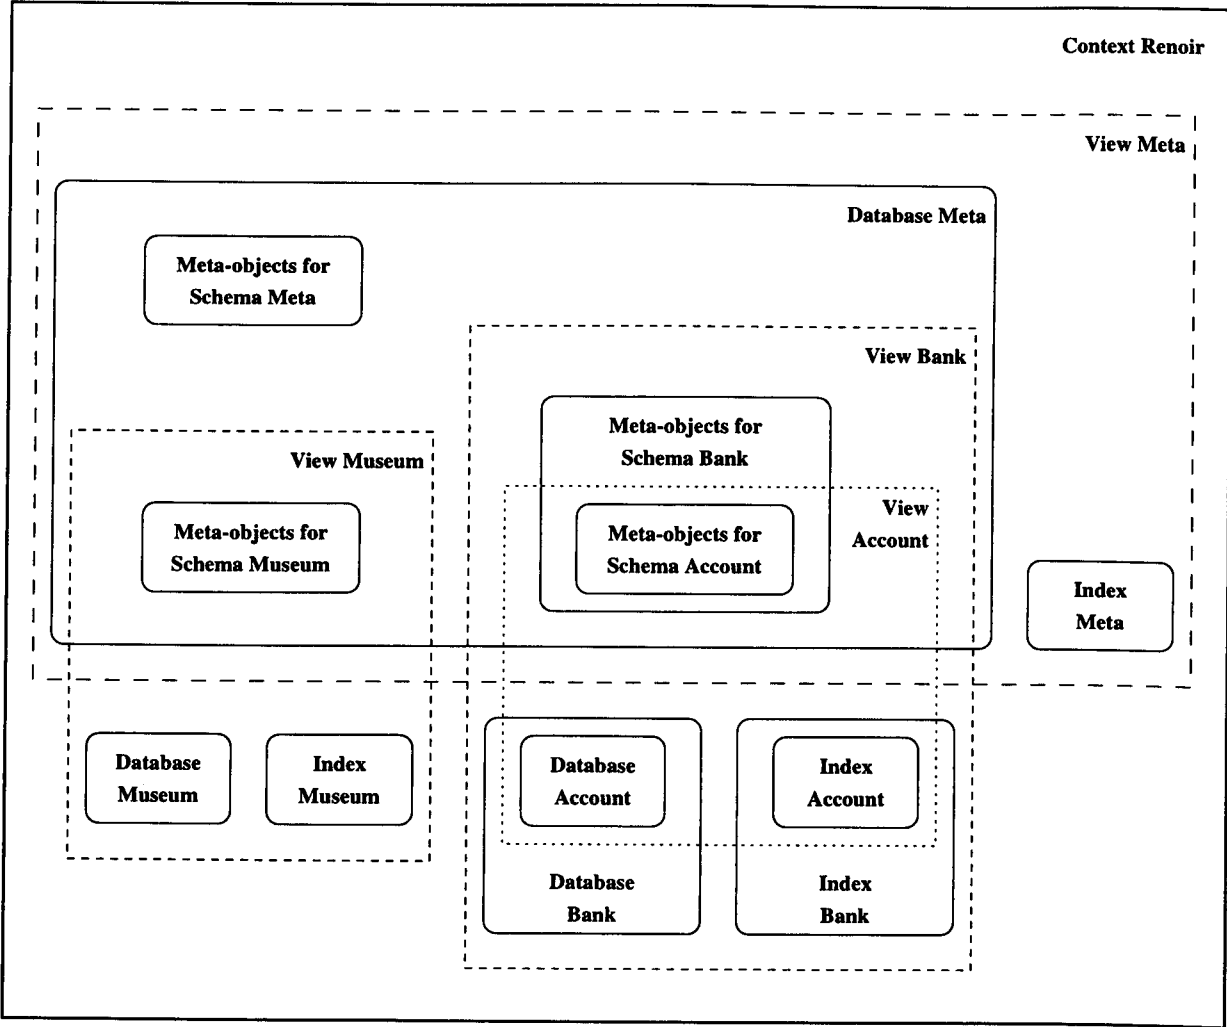 Context Renoir
View Meta
Database Meta
Meta-objects for
Schema Meta
View Bank
Meta-objects for
Schema Bank
View Museum
View
Account
Meta-objects for
Schema Museum
Meta-objects for
Schema Account
Index
Meta
Database
Museum
Index
Museum
Database
Account
Index
Account
Database
Bank
Index
Bank